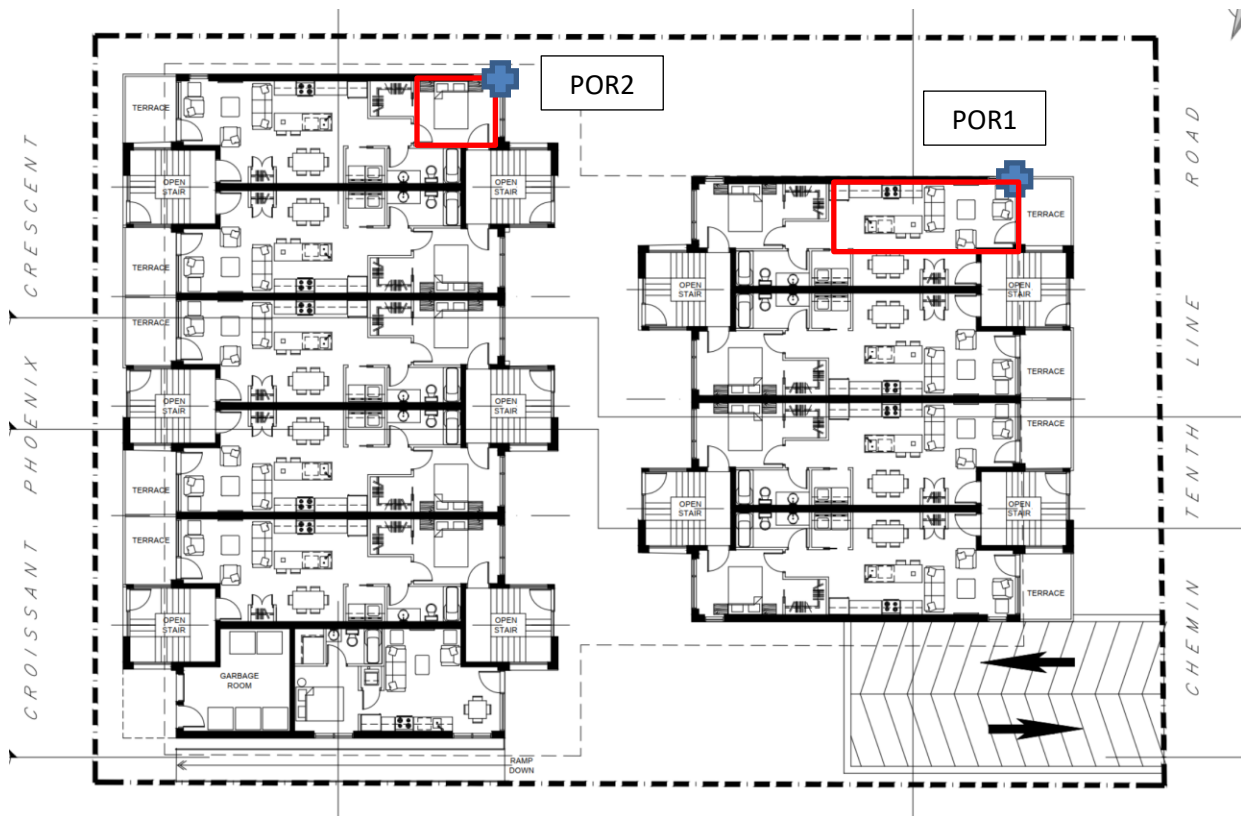 POR2
POR1
CROISSANT PHOENIX CRESCENT
CHEMIN TENTH LINE ROAD
TERRACE
OPEN
STAIR
TERRACE
TERRACE
OPEN
STAIR
TERRACE
TERRACE
OPEN
STAIR
GARBAGE
ROOM
OPEN
STAIR
OPEN
STAIR
OPEN
STAIR
RAMP
DOWN
OPEN
STAIR
OPEN
STAIR
TERRACE
OPEN
STAIR
TERRACE
TERRACE
OPEN
STAIR
TERRACE